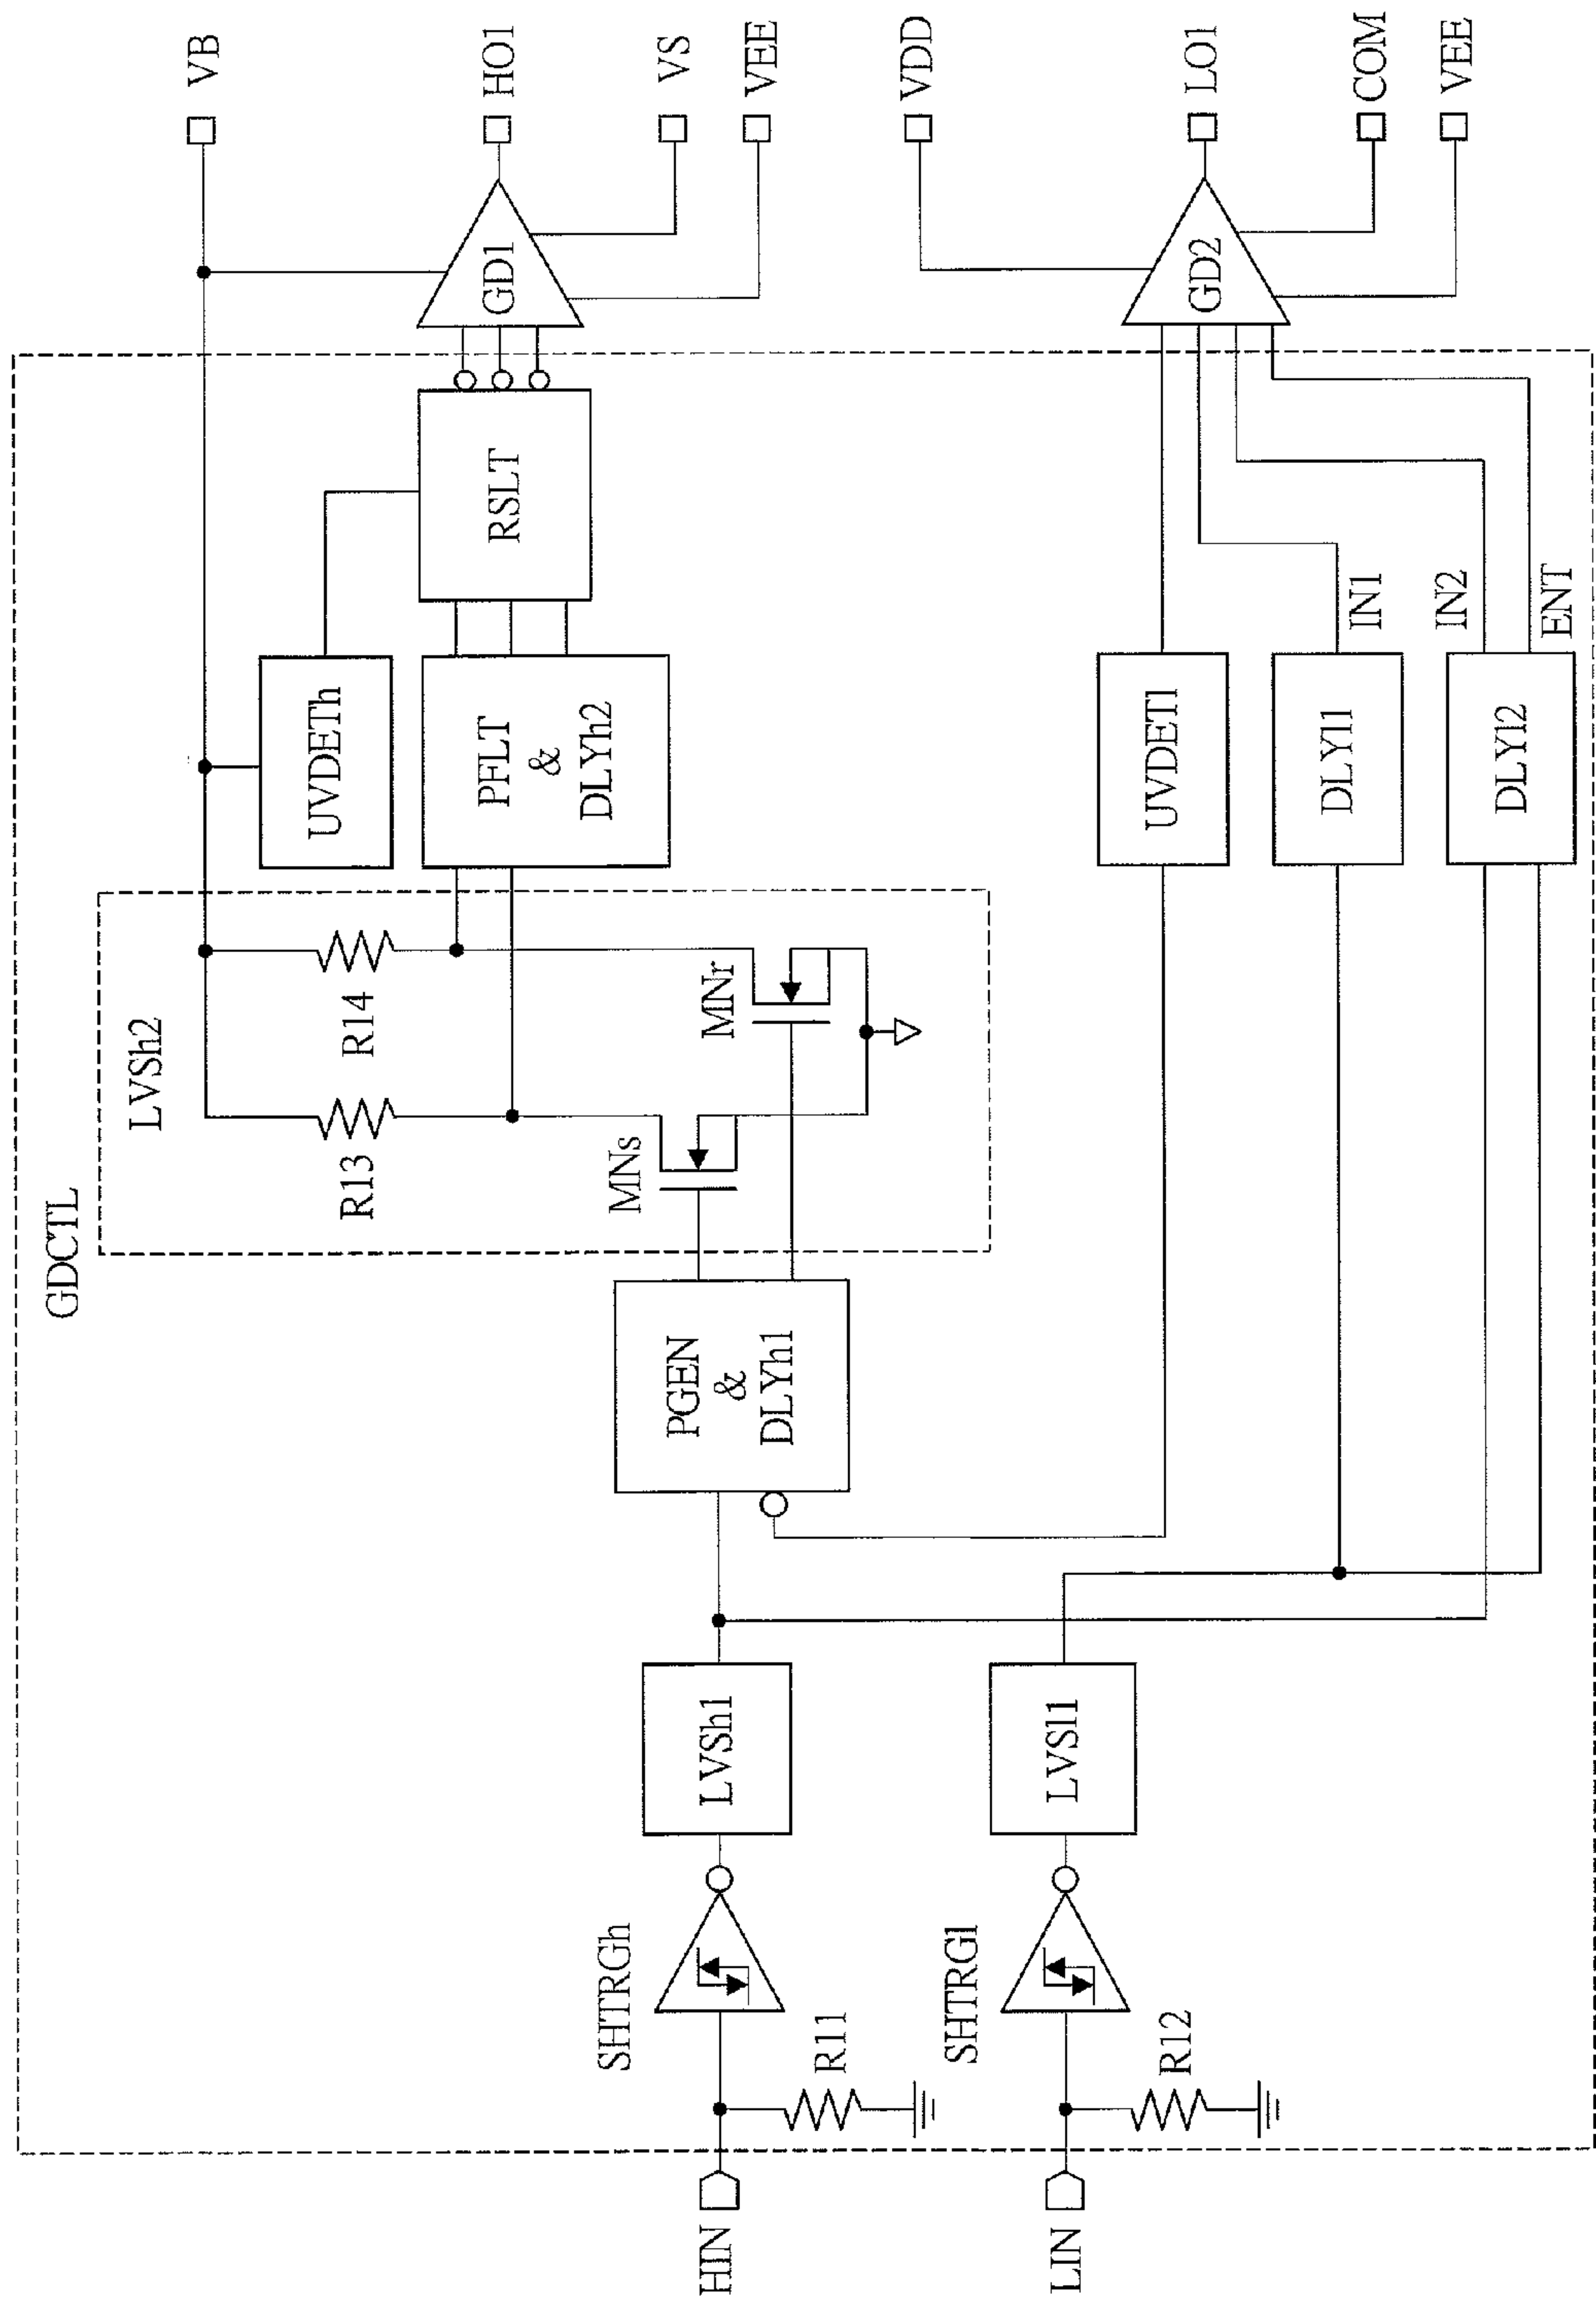 GDCTL
LVSh2
VB
R13
R14
UVDETh
HO1
GD1
RSLT
PFLT
&
DLYh2
VS
VEE
MNs
MNr
HIN
SHTRGh
R11
LVSh1
PGEN
&
DLYh1
VDD
UVDETl
GD2
LO1
LIN
SHTRGl
R12
LVSl1
DLYl1
IN1
COM
DLYl2
IN2
ENT
VEE